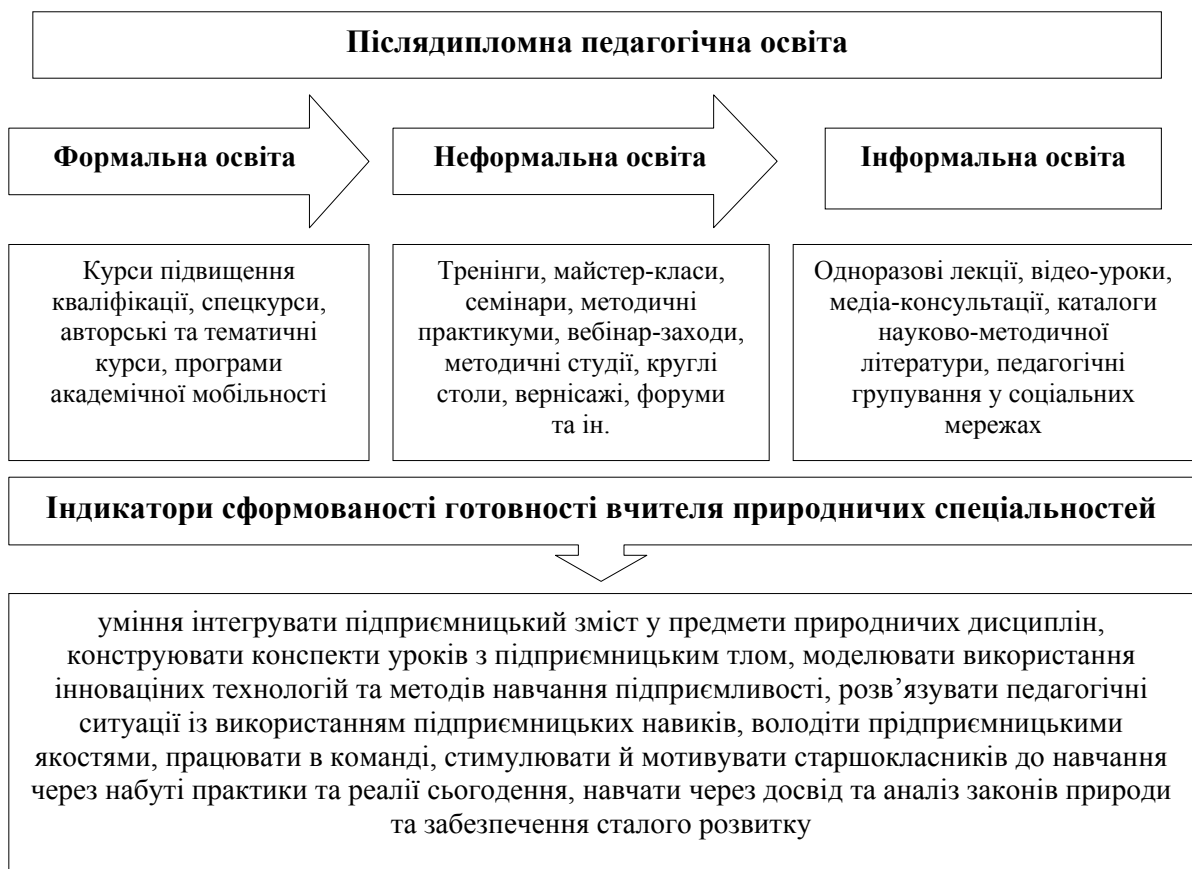 Післядипломна педагогічна освіта
Формальна освіта
Неформальна освіта
Інформальна освіта
Курси підвищення
кваліфікації, спецкурси,
авторські та тематичні
курси, програми
академічної мобільності
Тренінги, майстер-класи,
семінари, методичні
практикуми, вебінар-заходи,
методичні студії, круглі
столи, вернісажі, форуми
та ін.
Одноразові лекції, відео-уроки,
медіа-консультації, каталоги
науково-методичної
літератури, педагогічні
групування у соціальних
мережах
Індикатори сформованості готовності вчителя природничих спеціальностей
уміння інтегрувати підприємницький зміст у предмети природничих дисциплін,
конструювати конспекти уроків з підприємницьким тлом, моделювати використання
інноваціних технологій та методів навчання підприємливості, розв’язувати педагогічні
ситуації із використанням підприємницьких навиків, володіти прідприємницькими
якостями, працювати в команді, стимулювати й мотивувати старшокласників до навчання
через набуті практики та реалії сьогодення, навчати через досвід та аналіз законів природи
та забезпечення сталого розвитку